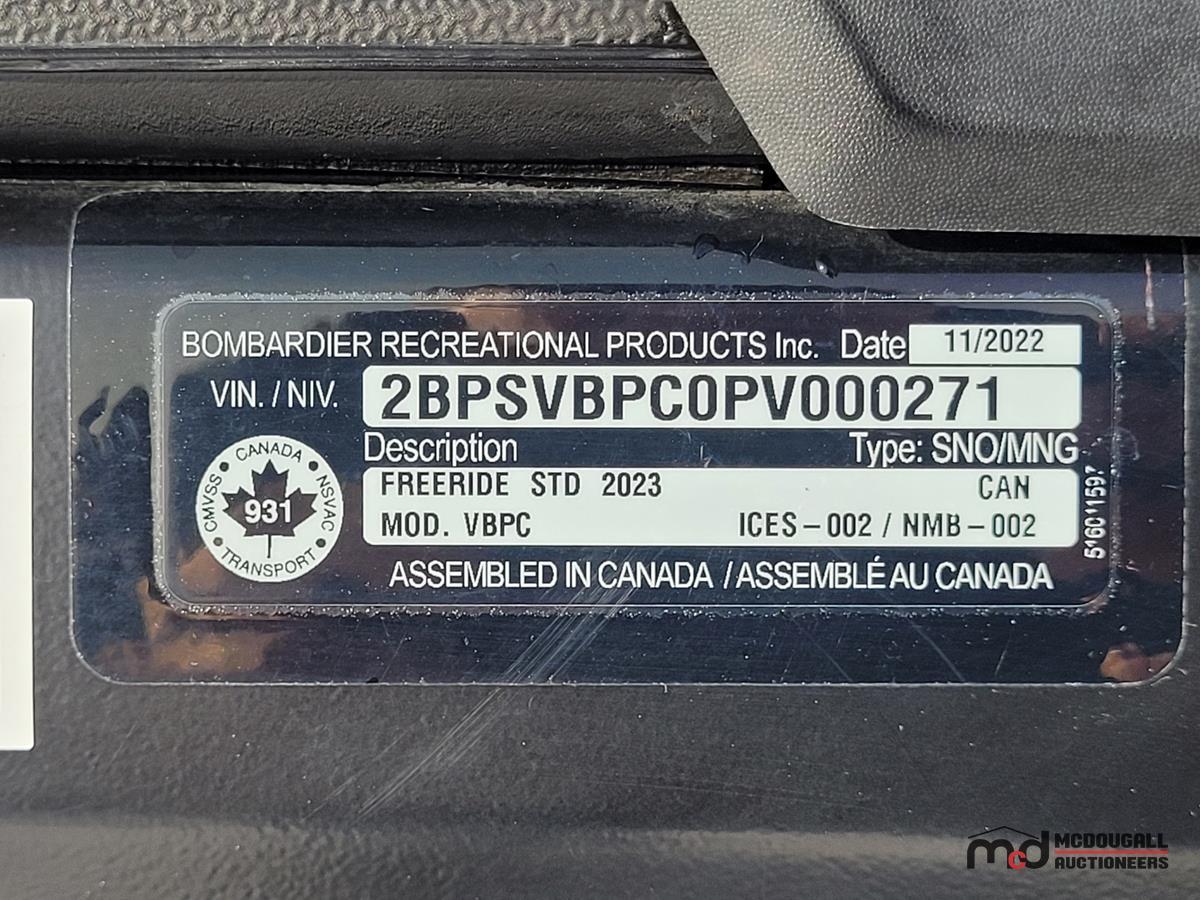 BOMBARDIER RECREATIONAL PRODUCTS Inc. Date 11/2022
VIN. / NIV. 2BPSVBPC0PV000271
Description Type: SNO/MNG
FREERIDE STD 2023 CAN
MOD. VBPC ICES-002 / NMB-002
CANADA
CMVSS 931 NSVAC
TRANSPORT
516011597
ASSEMBLED IN CANADA / ASSEMBLÉ AU CANADA
mcd MCDOUGALL
AUCTIONEERS